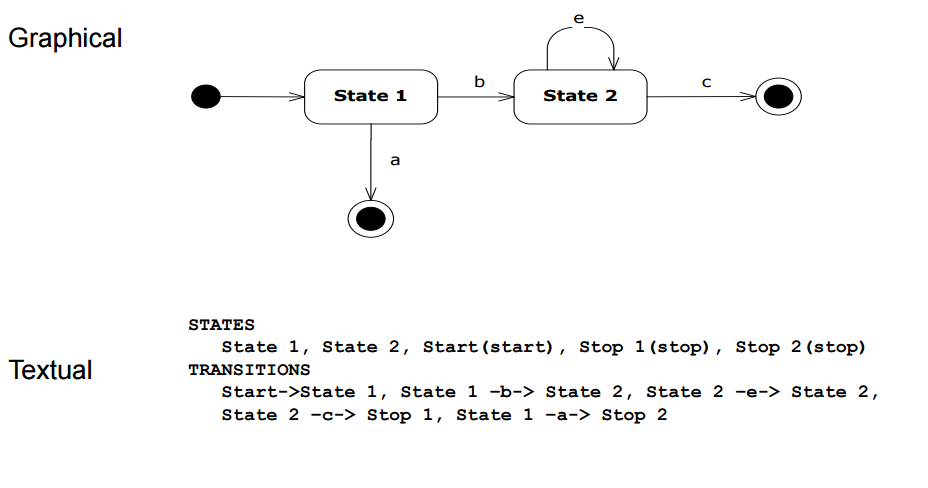 Graphical
e
State 1
b
State 2
c
a
STATES
State 1, State 2, Start(start), Stop 1(stop), Stop 2(stop)
Textual
TRANSITIONS
Start->State 1, State 1 –b-> State 2, State 2 –e-> State 2,
State 2 –c-> Stop 1, State 1 –a-> Stop 2